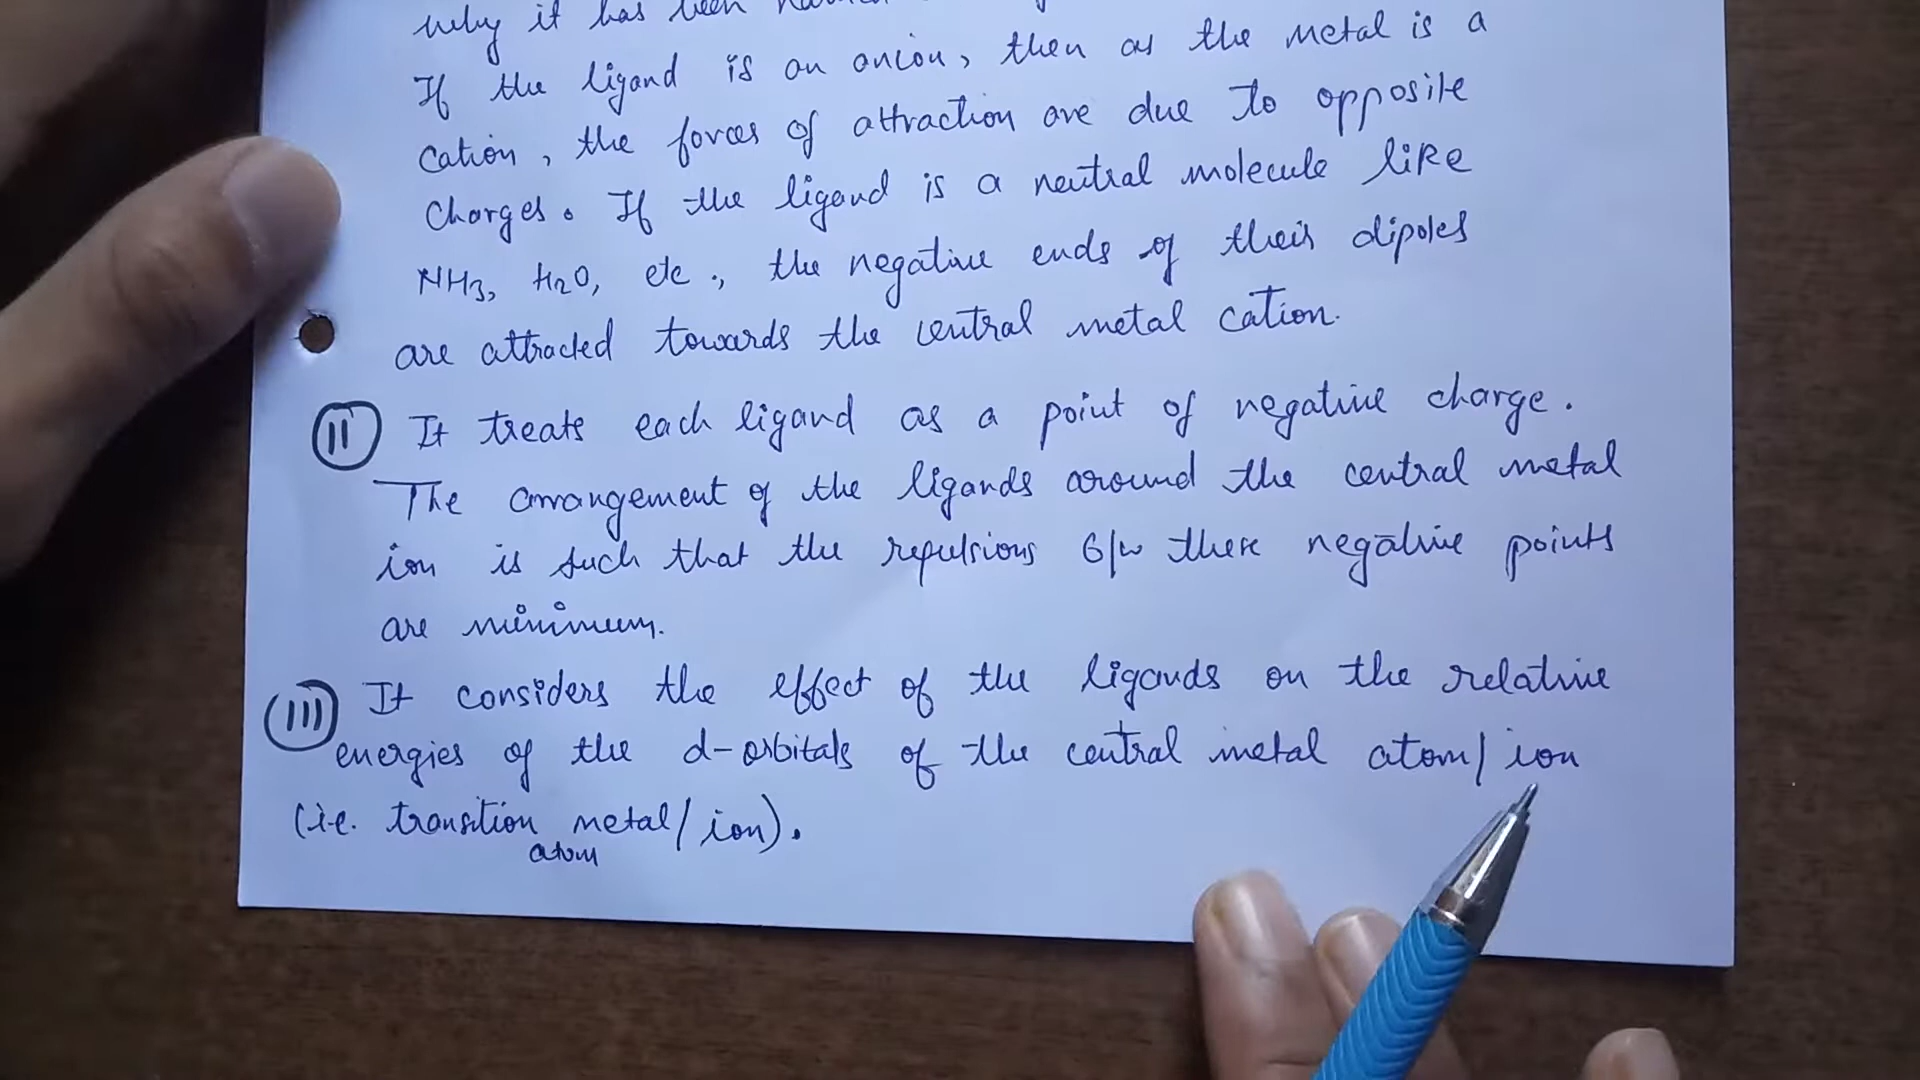 why it has been
If the ligand is an anion, then as the metal is a
cation, the forces of attraction are due to opposite
charges. If the ligand is a neutral molecule like
NH3, H2O, etc., the negative ends of their dipoles
are attracted towards the central metal cation.
(II) It treats each ligand as a point of negative charge.
The arrangement of the ligands around the central metal
ion is such that the repulsions b/w these negative points
are minimum.
(III) It considers the effect of the ligands on the relative
energies of the d-orbitals of the central metal atom/ion
(i.e. transition metal/ion).
atom